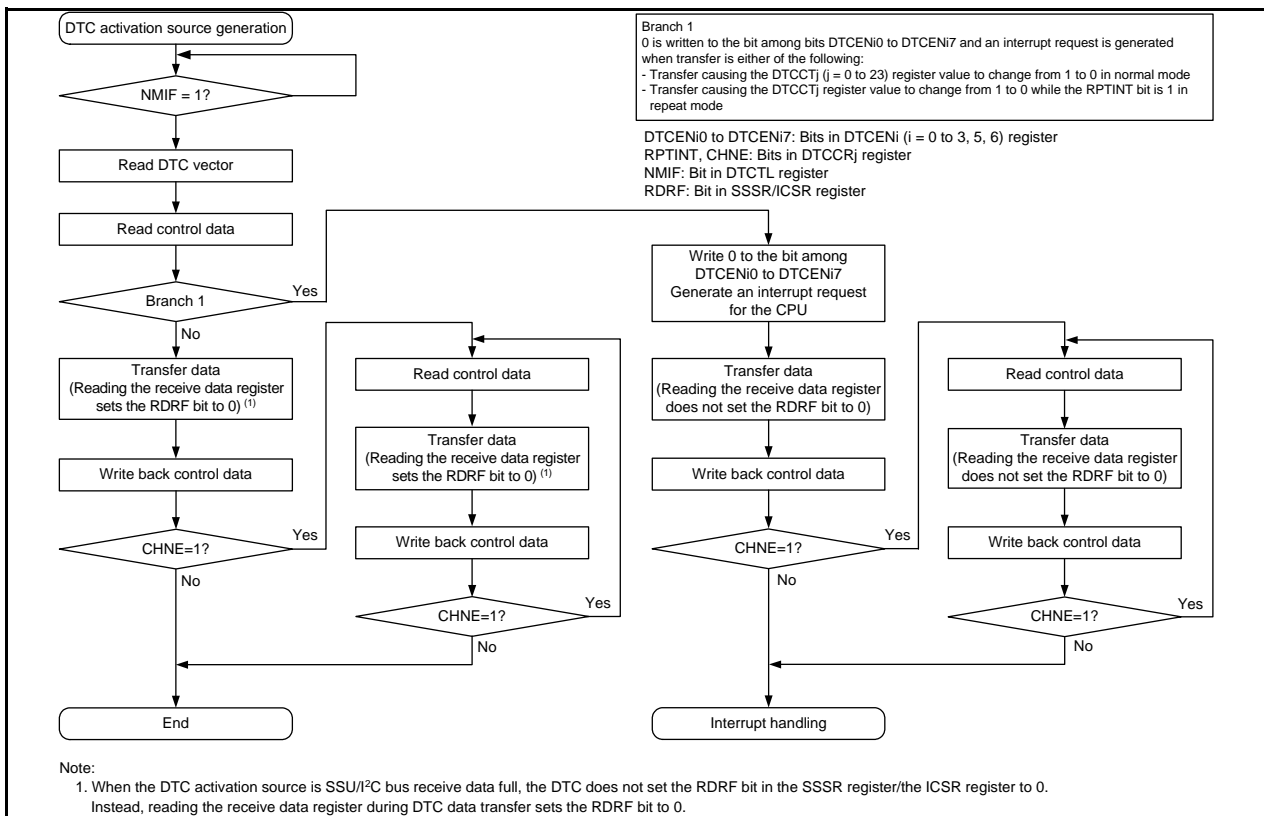 DTC activation source generation
NMIF = 1?
Read DTC vector
Read control data
Branch 1
Yes
No
Transfer data
(Reading the receive data register
sets the RDRF bit to 0) (1)
Write back control data
CHNE=1?
Yes
No
Read control data
Transfer data
(Reading the receive data register
sets the RDRF bit to 0) (1)
Write back control data
CHNE=1?
Yes
No
End
Branch 1
0 is written to the bit among bits DTCENi0 to DTCENi7 and an interrupt request is generated
when transfer is either of the following:
- Transfer causing the DTCCTj (j = 0 to 23) register value to change from 1 to 0 in normal mode
- Transfer causing the DTCCTj register value to change from 1 to 0 while the RPTINT bit is 1 in
repeat mode
DTCENi0 to DTCENi7: Bits in DTCENi (i = 0 to 3, 5, 6) register
RPTINT, CHNE: Bits in DTCCRj register
NMIF: Bit in DTCTL register
RDRF: Bit in SSSR/ICSR register
Write 0 to the bit among
DTCENi0 to DTCENi7
Generate an interrupt request
for the CPU
Transfer data
(Reading the receive data register
does not set the RDRF bit to 0)
Write back control data
CHNE=1?
Yes
No
Read control data
Transfer data
(Reading the receive data register
does not set the RDRF bit to 0)
Write back control data
CHNE=1?
Yes
No
Interrupt handling
Note:
1. When the DTC activation source is SSU/I²C bus receive data full, the DTC does not set the RDRF bit in the SSSR register/the ICSR register to 0.
Instead, reading the receive data register during DTC data transfer sets the RDRF bit to 0.